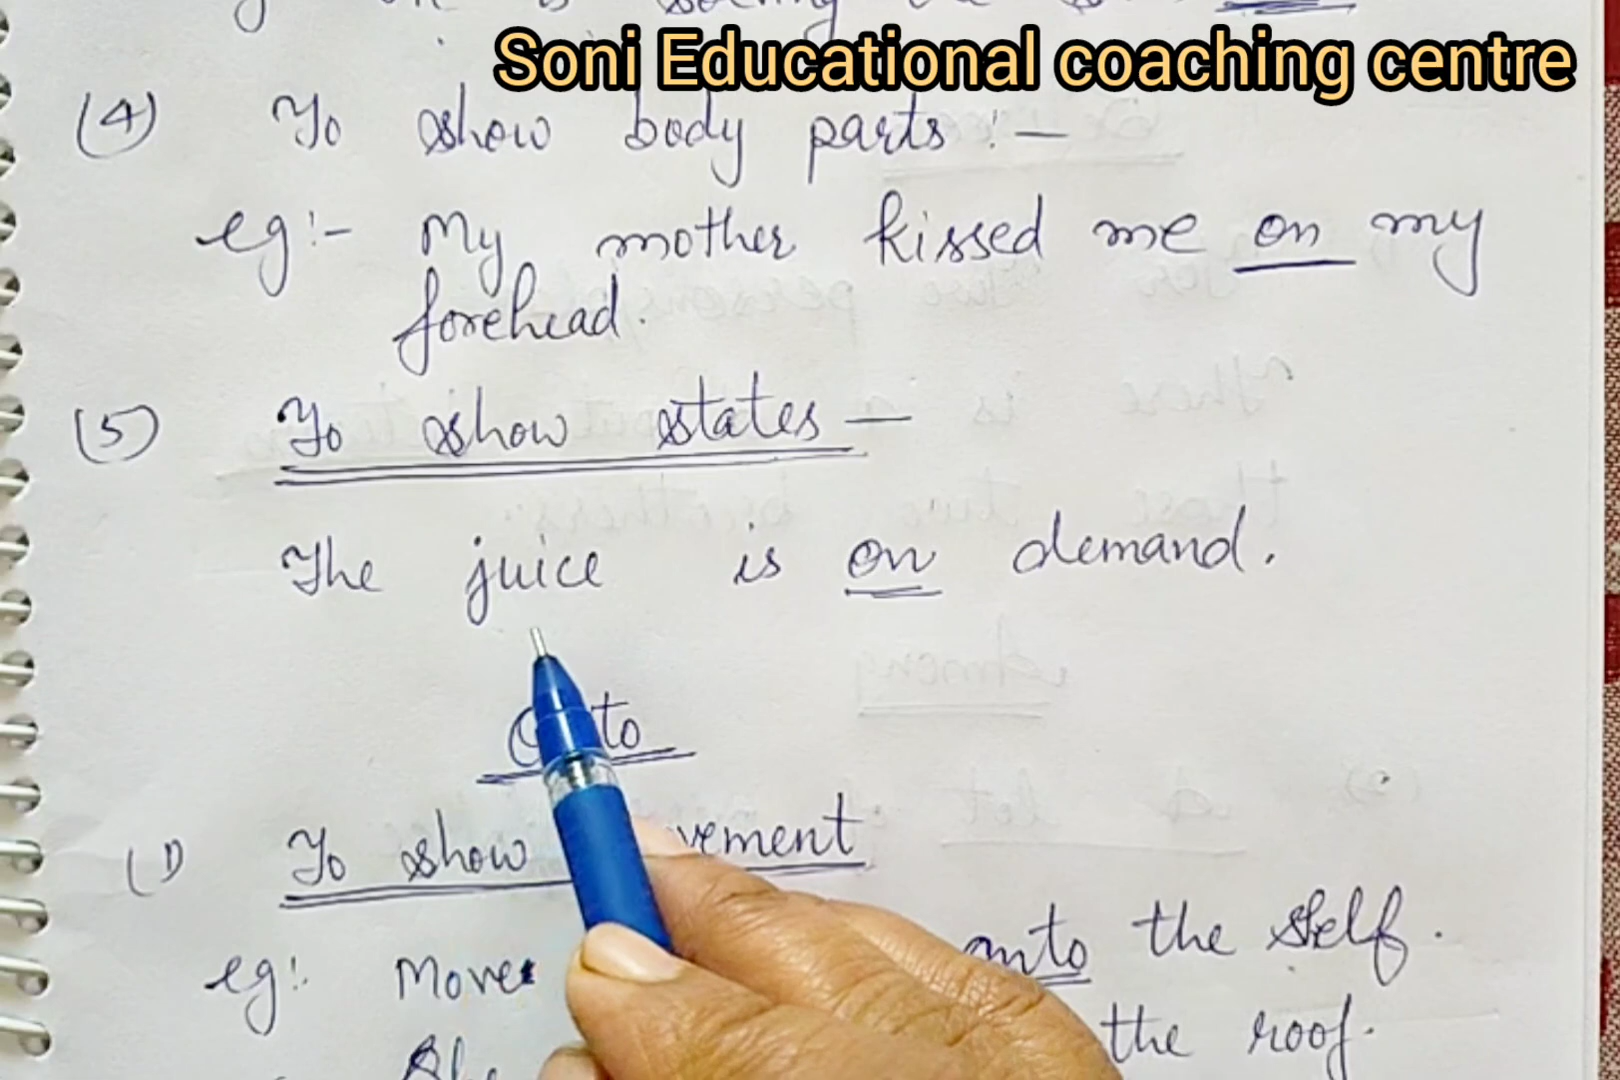 Soni Educational coaching centre
(4) To show body parts :-
eg:- My mother kissed me on my
forehead.
(5) To show states -
The juice is on demand.
(1) To show
eg: Move onto the shelf.
the roof.